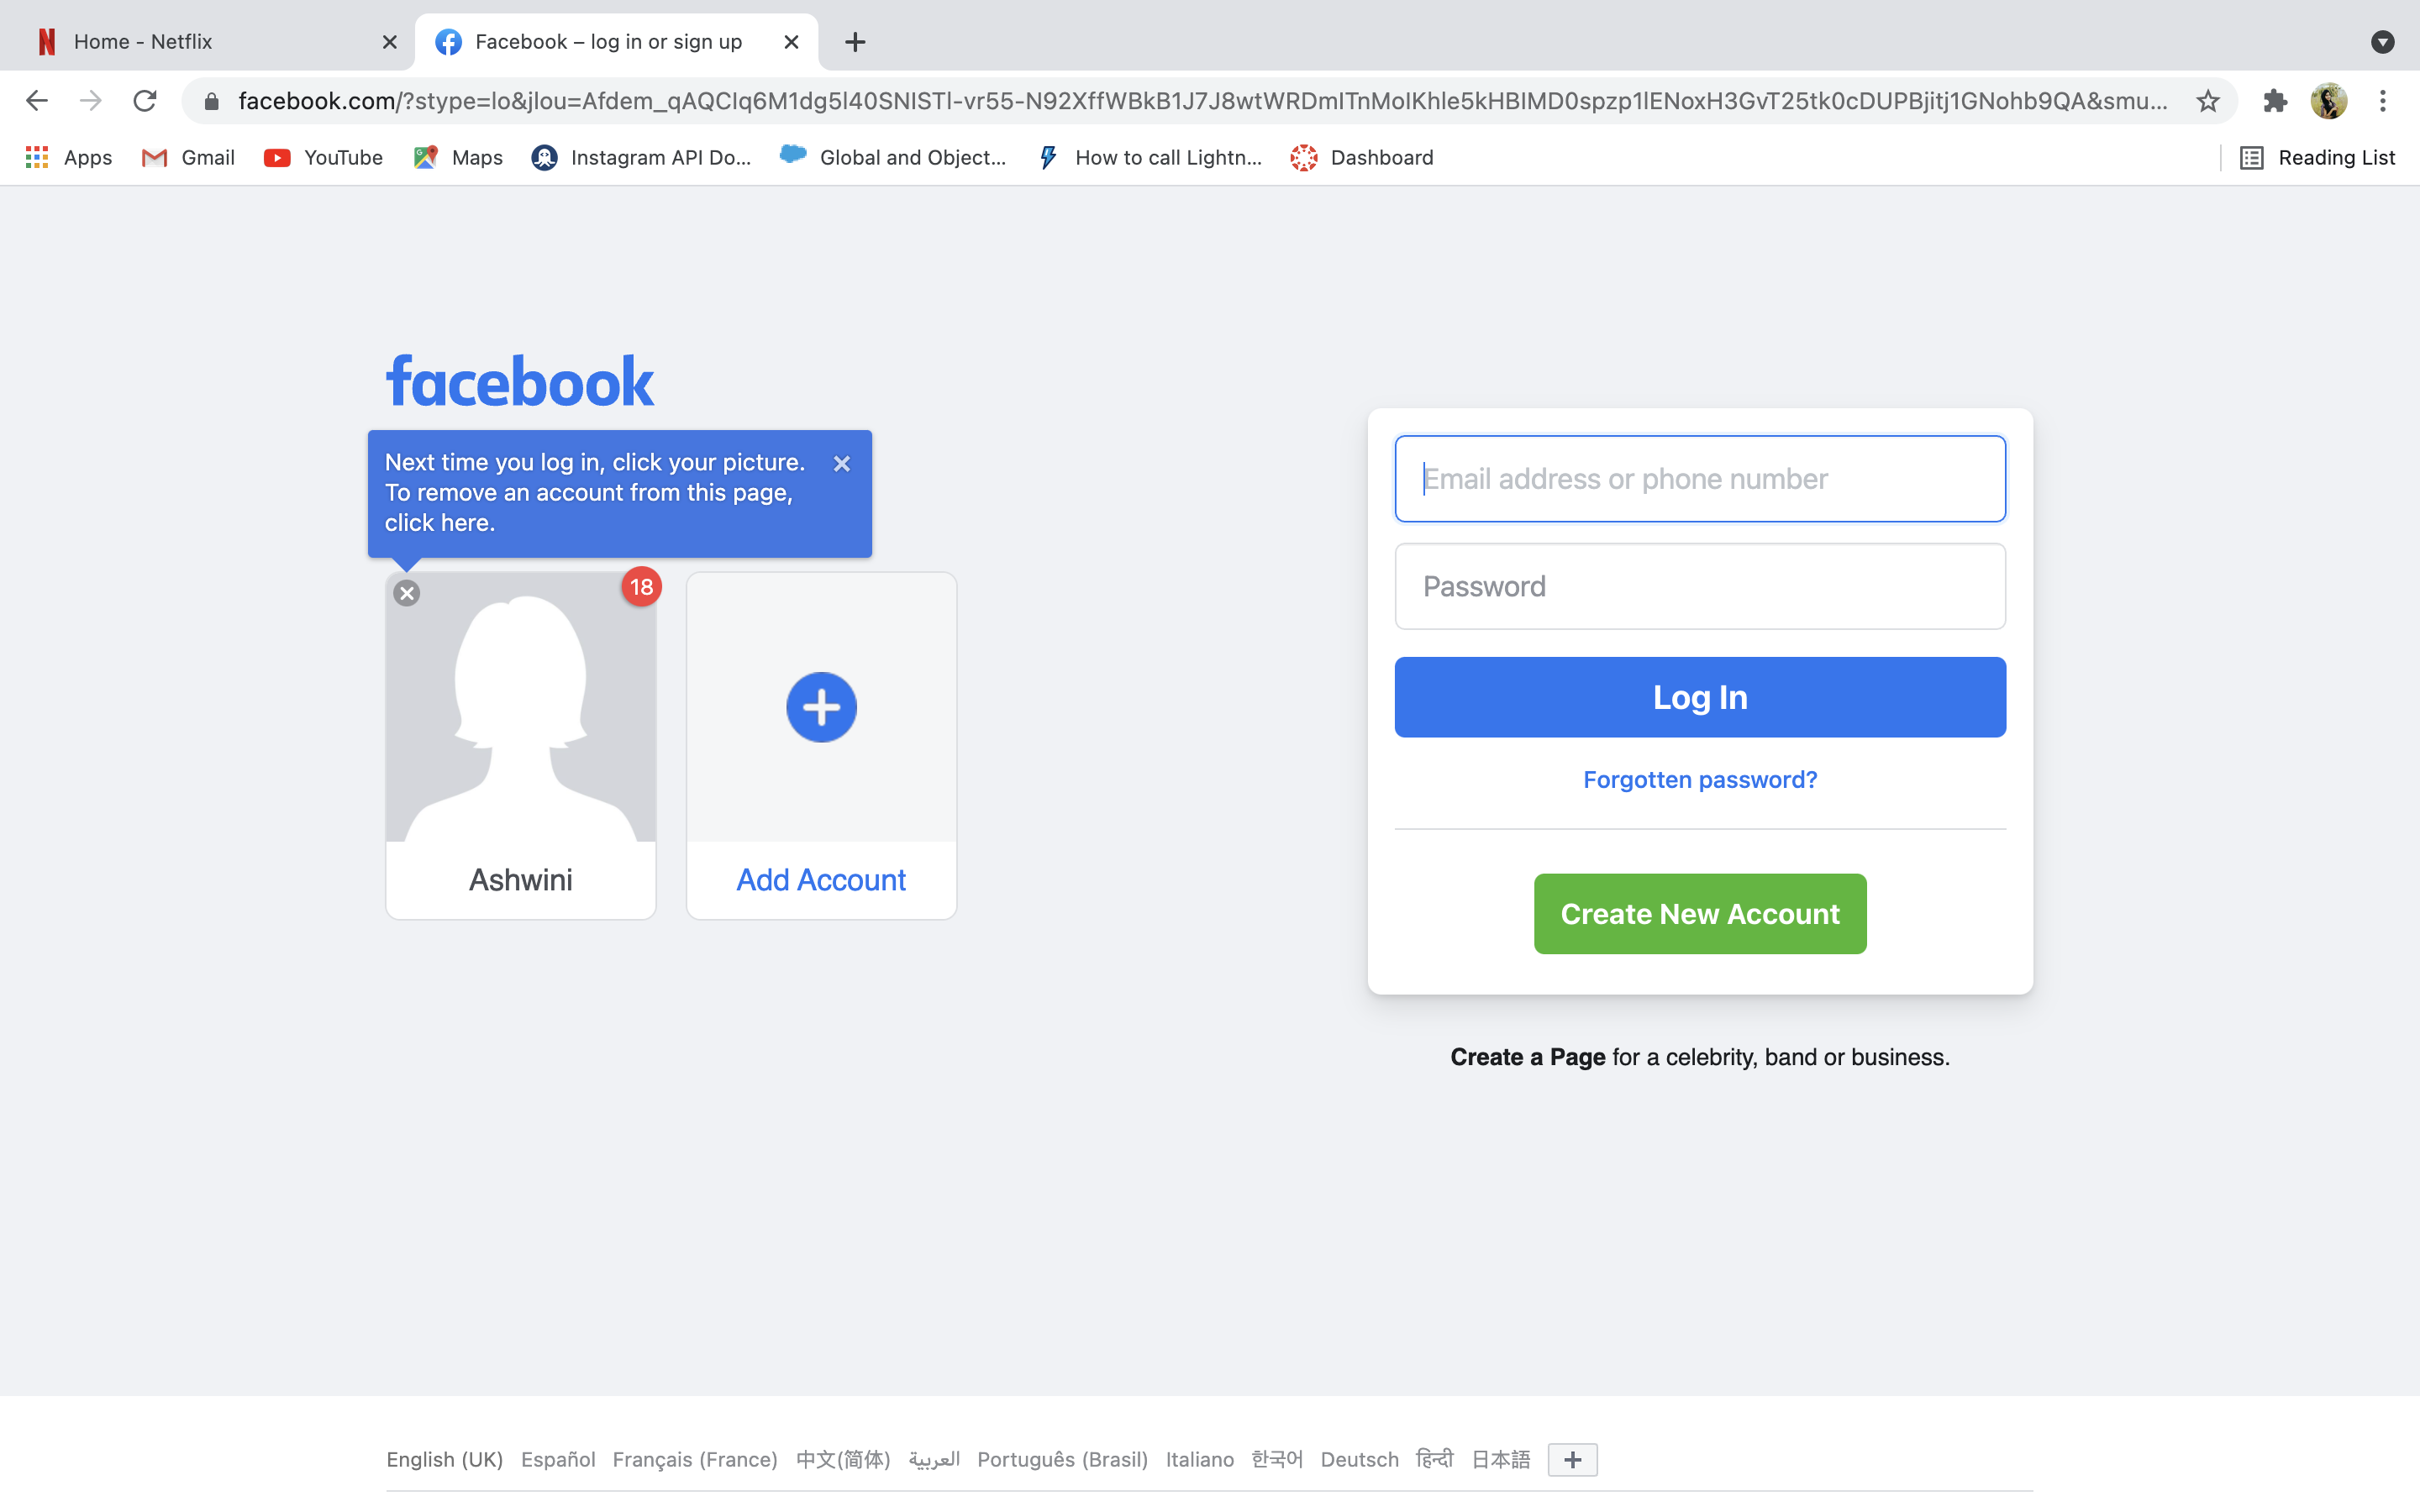 Home - Netflix
Facebook – log in or sign up
facebook.com/?stype=lo&jlou=Afdem_qAQCIq6M1dg5l40SNISTl-vr55-N92XffWBkB1J7J8wtWRDmITnMolKhle5kHBIMD0spzp1lENoxH3GvT25tk0cDUPBjitj1GNohb9QA&smu...
Apps
Gmail
YouTube
Maps
Instagram API Do...
Global and Object...
How to call Lightn...
Dashboard
Reading List
facebook
Next time you log in, click your picture.
To remove an account from this page,
click here.
18
Ashwini
Add Account
Email address or phone number
Password
Log In
Forgotten password?
Create New Account
Create a Page for a celebrity, band or business.
English (UK) Español Français (France) 中文(简体) العربية Português (Brasil) Italiano 한국어 Deutsch हिन्दी 日本語